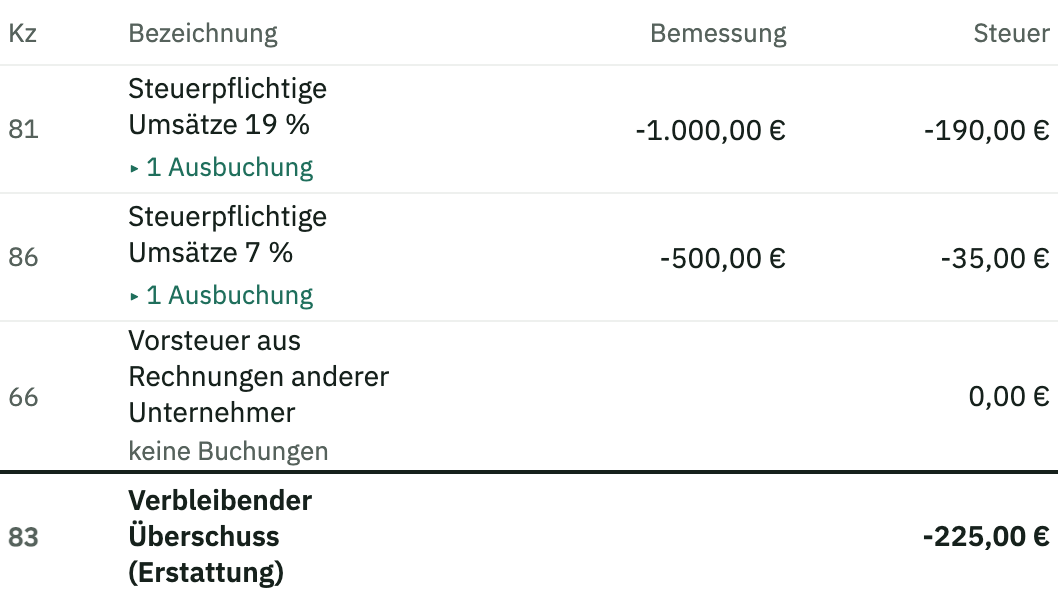 Kz Bezeichnung Bemessung Steuer
Steuerpflichtige
81 Umsätze 19 % -1.000,00 € -190,00 €
▸ 1 Ausbuchung
Steuerpflichtige
86 Umsätze 7 % -500,00 € -35,00 €
▸ 1 Ausbuchung
Vorsteuer aus
Rechnungen anderer
66 Unternehmer 0,00 €
keine Buchungen
Verbleibender
83 Überschuss -225,00 €
(Erstattung)